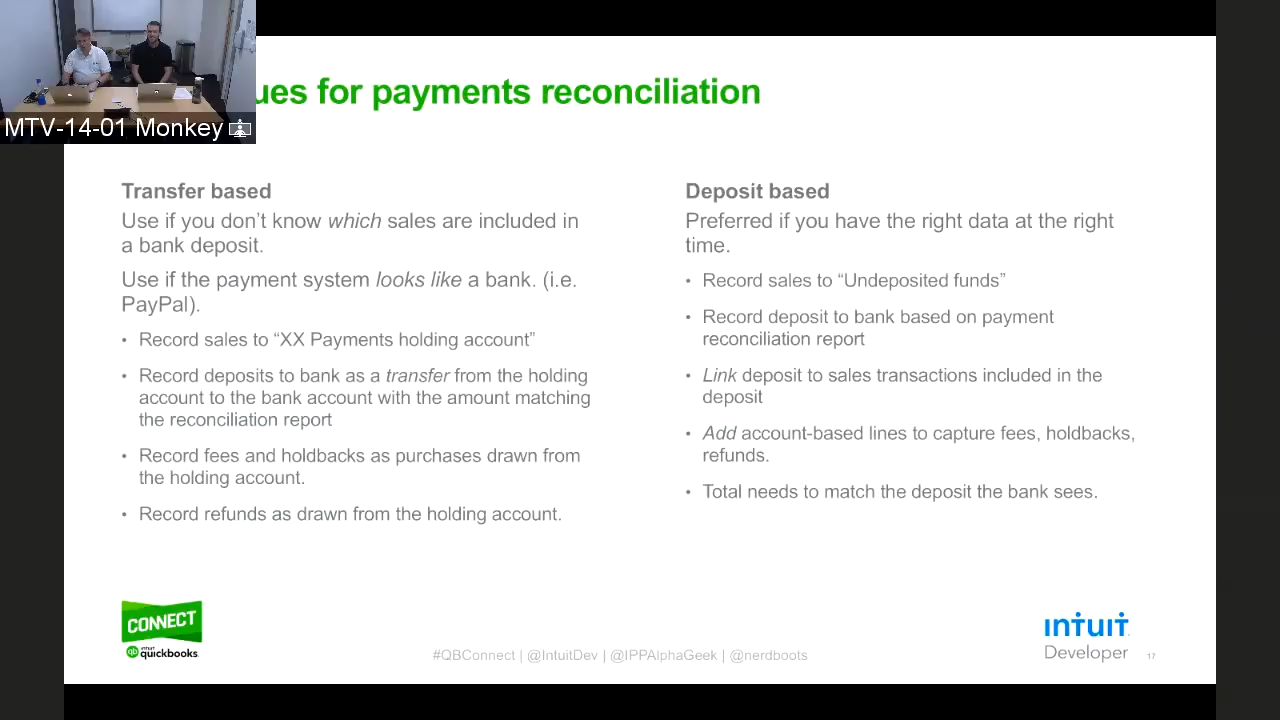 MTV-14-01 Monkey
ues for payments reconciliation
Transfer based
Use if you don’t know which sales are included in
a bank deposit.
Use if the payment system looks like a bank. (i.e.
PayPal).
• Record sales to “XX Payments holding account”
• Record deposits to bank as a transfer from the holding
account to the bank account with the amount matching
the reconciliation report
• Record fees and holdbacks as purchases drawn from
the holding account.
• Record refunds as drawn from the holding account.
Deposit based
Preferred if you have the right data at the right
time.
• Record sales to “Undeposited funds”
• Record deposit to bank based on payment
reconciliation report
• Link deposit to sales transactions included in the
deposit
• Add account-based lines to capture fees, holdbacks,
refunds.
• Total needs to match the deposit the bank sees.
CONNECT
qb intuit
quickbooks.
#QBConnect | @IntuitDev | @IPPAlphaGeek | @nerdboots
intuit
Developer
17